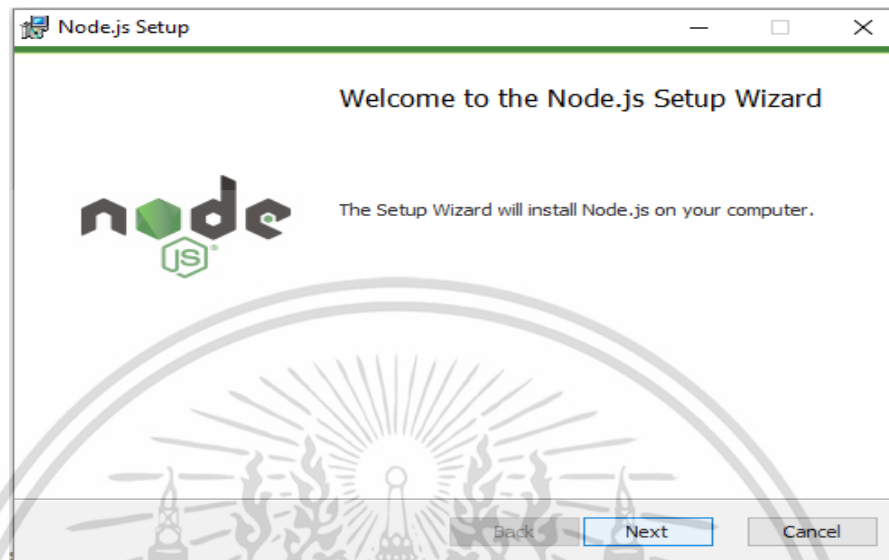 Node.js Setup
Welcome to the Node.js Setup Wizard
node
JS
The Setup Wizard will install Node.js on your computer.
Back Next Cancel